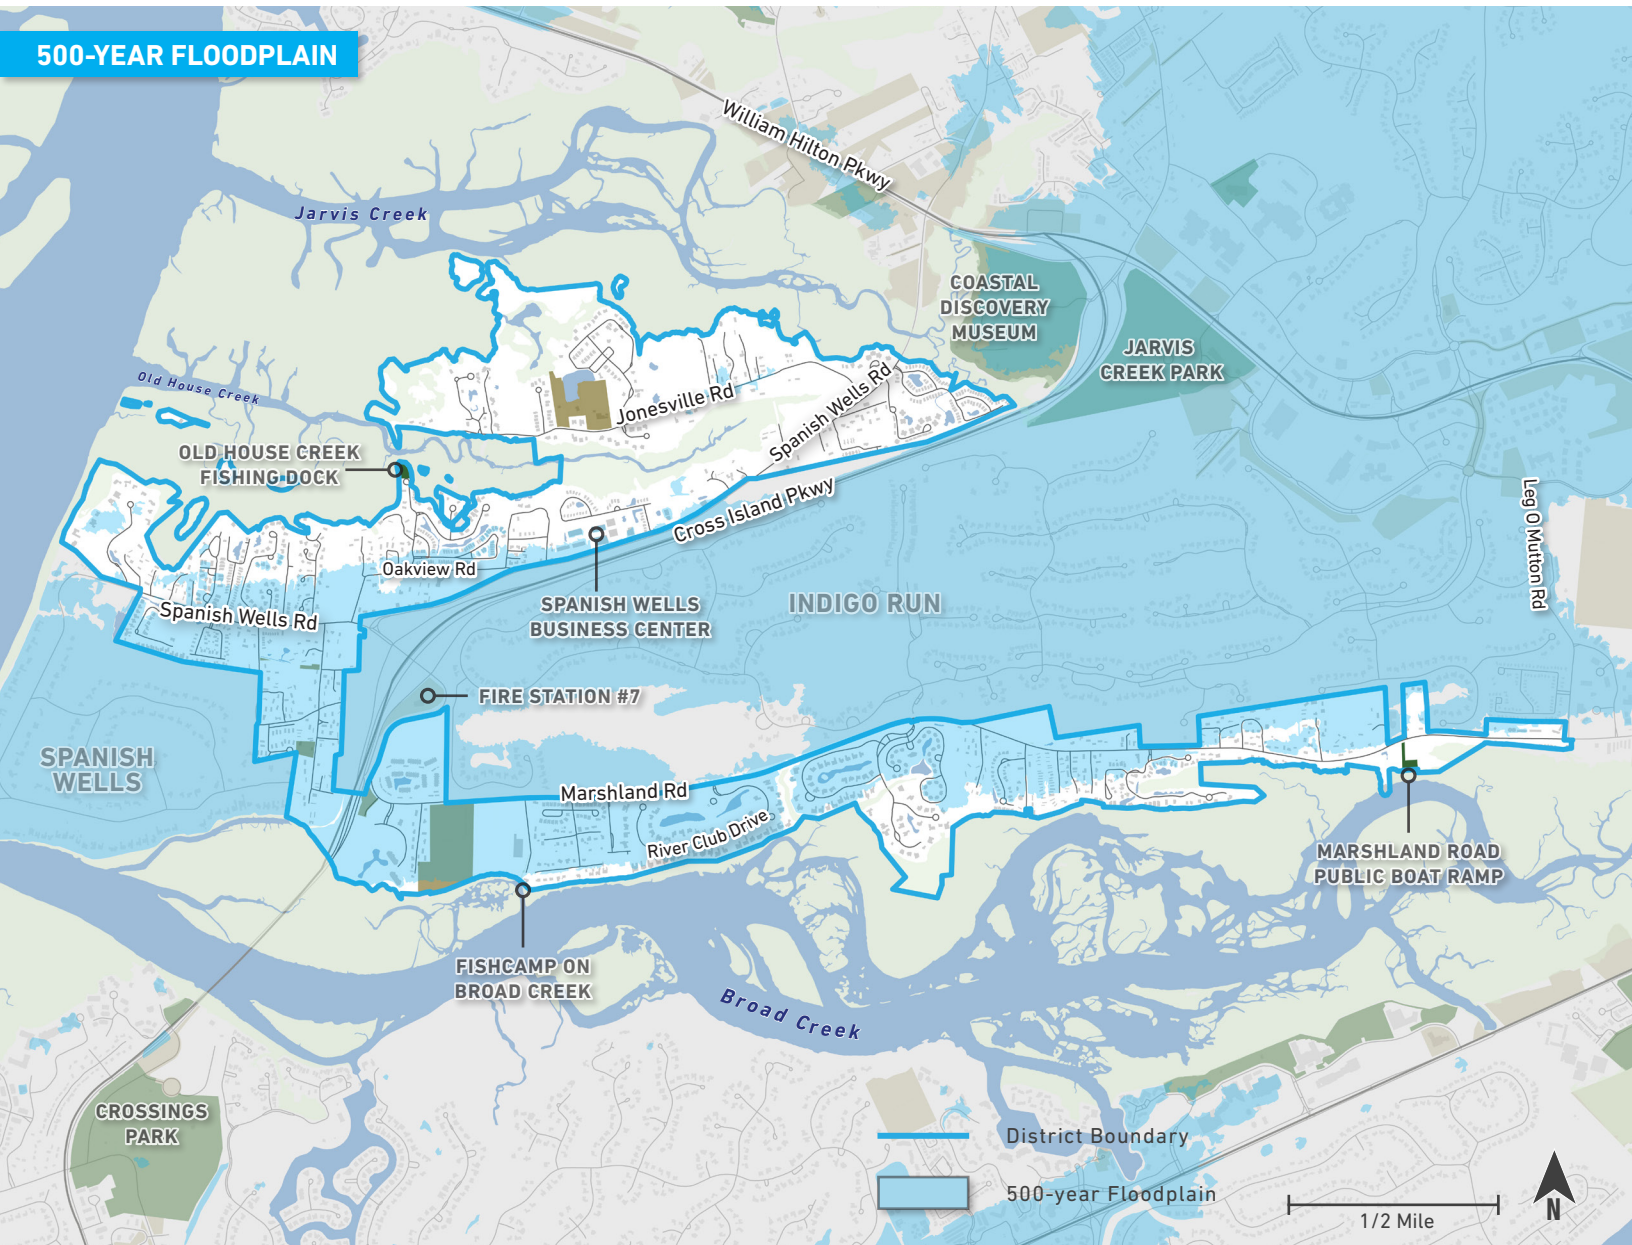 500-YEAR FLOODPLAIN
William Hilton Pkwy
Jarvis Creek
COASTAL
DISCOVERY
MUSEUM
JARVIS
CREEK PARK
Old House Creek
Jonesville Rd
Spanish Wells Rd
OLD HOUSE CREEK
FISHING DOCK
Cross Island Pkwy
Leg O Mutton Rd
Oakview Rd
Spanish Wells Rd
SPANISH WELLS
BUSINESS CENTER
INDIGO RUN
FIRE STATION #7
SPANISH
WELLS
Marshland Rd
River Club Drive
MARSHLAND ROAD
PUBLIC BOAT RAMP
FISHCAMP ON
BROAD CREEK
Broad Creek
CROSSINGS
PARK
District Boundary
500-year Floodplain
1/2 Mile
N